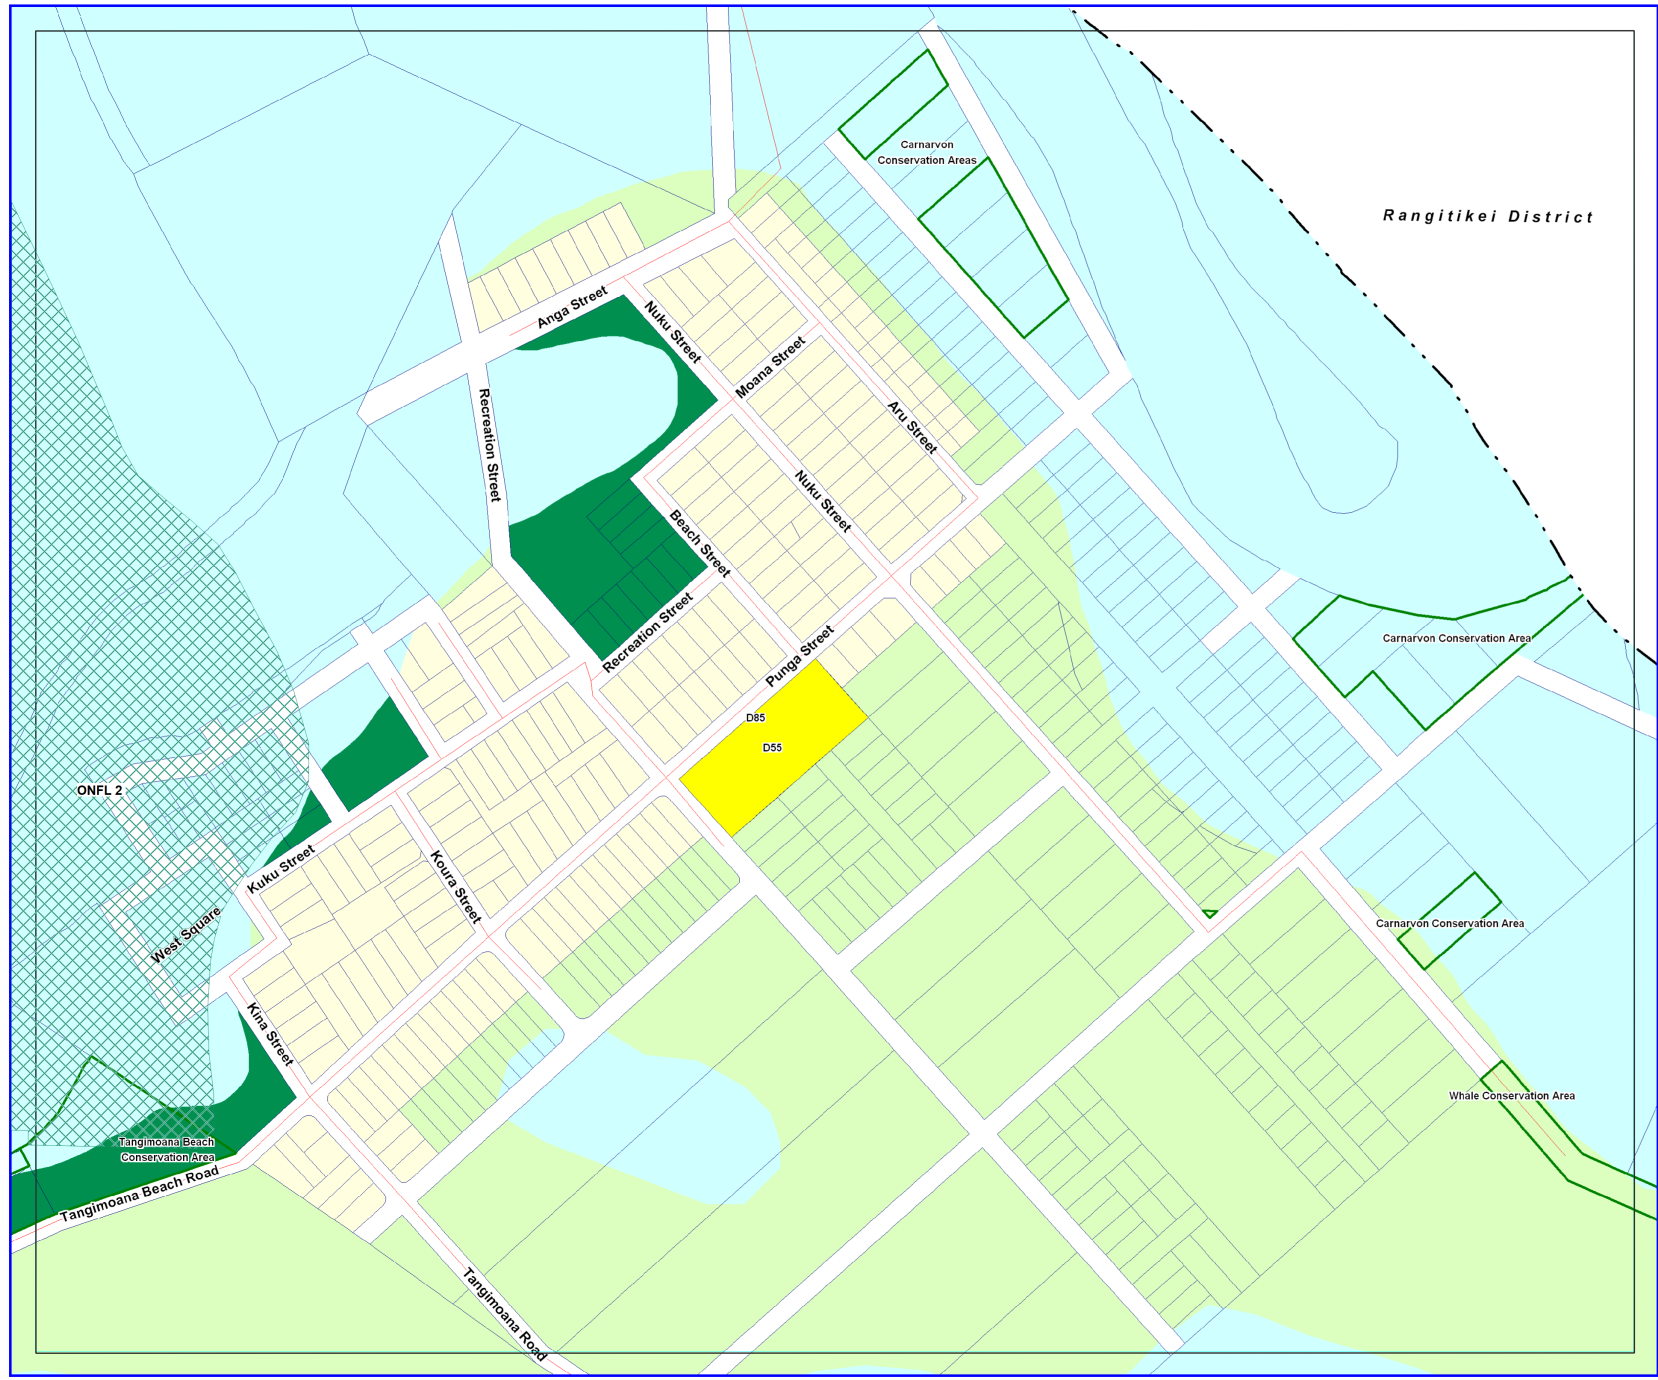 Carnarvon
Conservation Areas
Rangitikei District
Anga Street
Nuku Street
Moana Street
Recreation Street
Aru Street
Nuku Street
Beach Street
Recreation Street
Punga Street
Carnarvon Conservation Area
D85
D55
ONFL 2
Kuku Street
Koura Street
West Square
Carnarvon Conservation Area
Kina Street
Whale Conservation Area
Tangimoana Beach
Conservation Area
Tangimoana Beach Road
Tangimoana Road